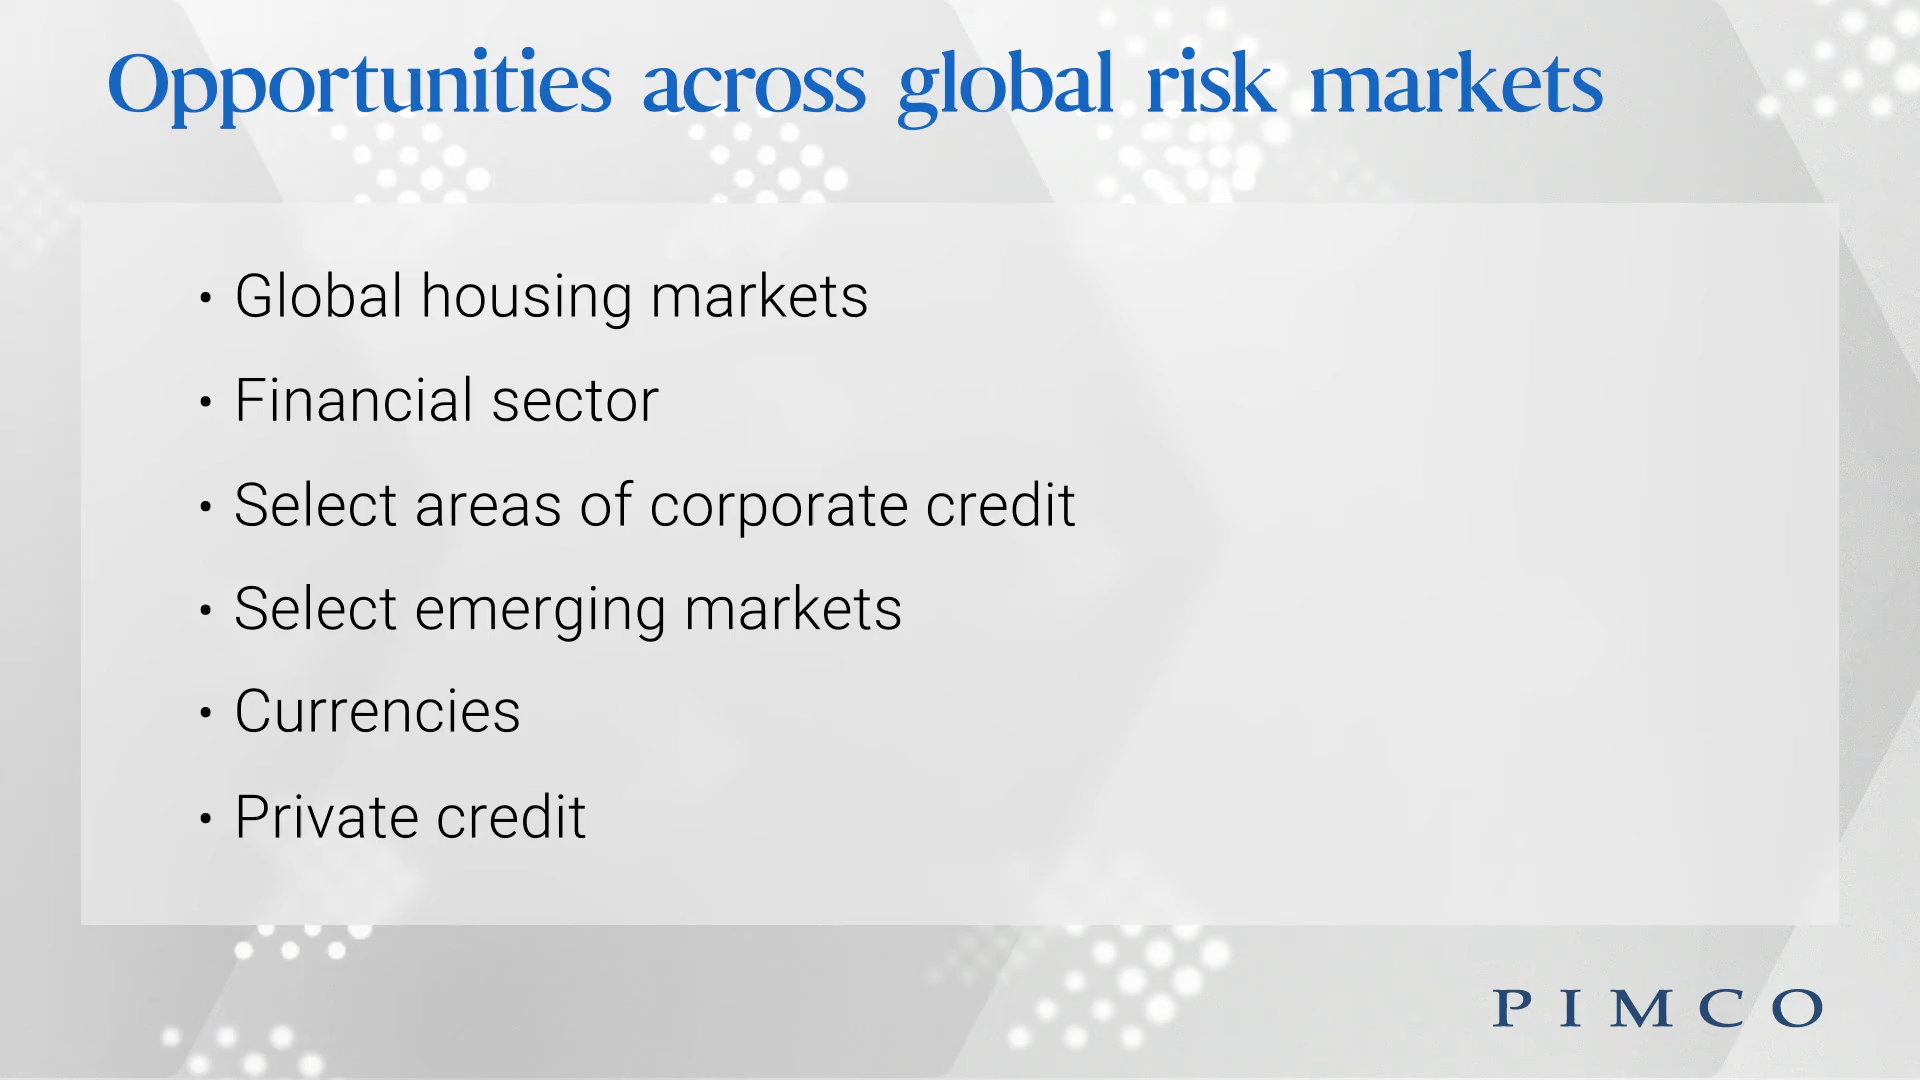 Opportunities across global risk markets
• Global housing markets
• Financial sector
• Select areas of corporate credit
• Select emerging markets
• Currencies
• Private credit
PIMCO